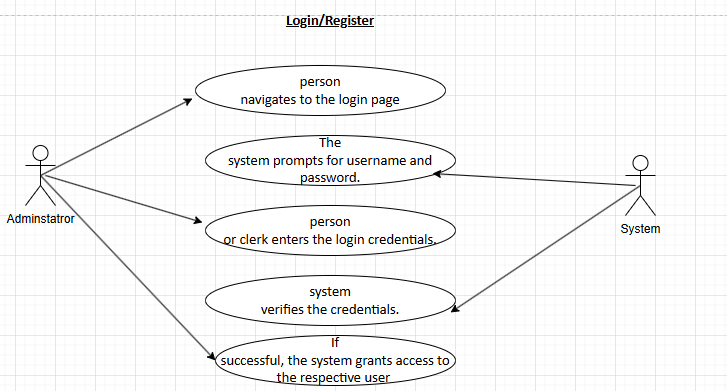 Login/Register
person
navigates to the login page
The
system prompts for username and
password.
Adminstatror
person
or clerk enters the login credentials.
System
system
verifies the credentials.
If
successful, the system grants access to
the respective user